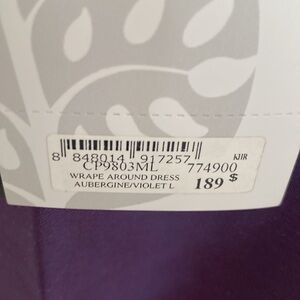 8 848014 917257
KHR
CP9803ML 774900
WRAPE AROUND DRESS
AUBERGINE/VIOLET L 189 $